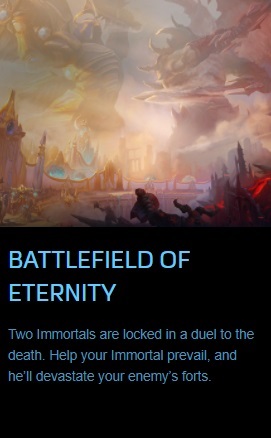 BATTLEFIELD OF
ETERNITY
Two Immortals are locked in a duel to the
death. Help your Immortal prevail, and
he'll devastate your enemy's forts.